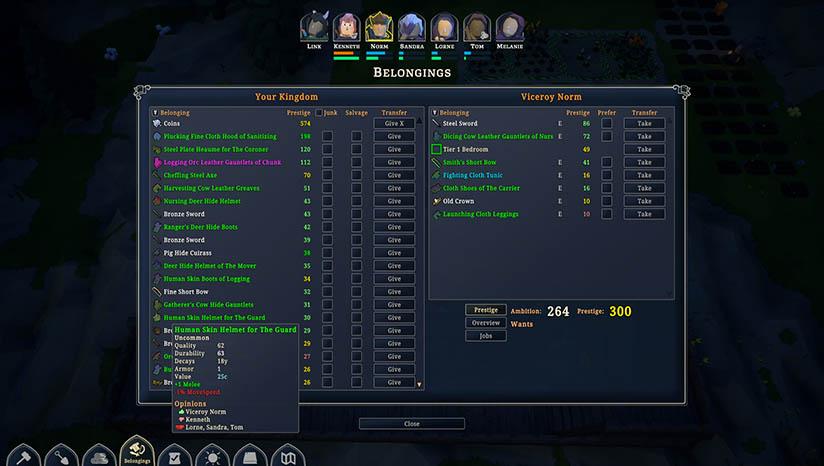 LINK KENNETH NORM SANDRA LORNE TOM MELANIE
BELONGINGS
Your Kingdom
Belonging Prestige Junk Salvage Transfer
Coins 574 Give X
Plucking Fine Cloth Hood of Sanitizing 198 Give
Steel Plate Heaume for The Coroner 120 Give
Logging Orc Leather Gauntlets of Chunk 112 Give
Cheffing Steel Axe 70 Give
Harvesting Cow Leather Greaves 51 Give
Nursing Deer Hide Helmet 43 Give
Bronze Sword 43 Give
Ranger's Deer Hide Boots 42 Give
Bronze Sword 39 Give
Pig Hide Cuirass 38 Give
Deer Hide Helmet of The Mover 35 Give
Human Skin Boots of Logging 34 Give
Fine Short Bow 32 Give
Gatherer's Cow Hide Gauntlets 31 Give
Human Skin Helmet for The Guard 30 Give
29 Give
29 Give
27 Give
26 Give
26 Give
Human Skin Helmet for The Guard
Uncommon
Quality 62
Durability 63
Decays 18y
Armor 1
Value 25c
+1 Melee
-1% MoveSpeed
Opinions
Viceroy Norm
Kenneth
Lorne, Sandra, Tom
Viceroy Norm
Belonging Prestige Prefer Transfer
Steel Sword E 86 Take
Dicing Cow Leather Gauntlets of Nurs E 72 Take
Tier 1 Bedroom 49 Take
Smith's Short Bow E 41 Take
Fighting Cloth Tunic E 16 Take
Cloth Shoes of The Carrier E 16 Take
Old Crown E 10 Take
Launching Cloth Leggings E 10 Take
Prestige Ambition: 264 Prestige: 300
Overview Wants
Jobs
Close
Belongings